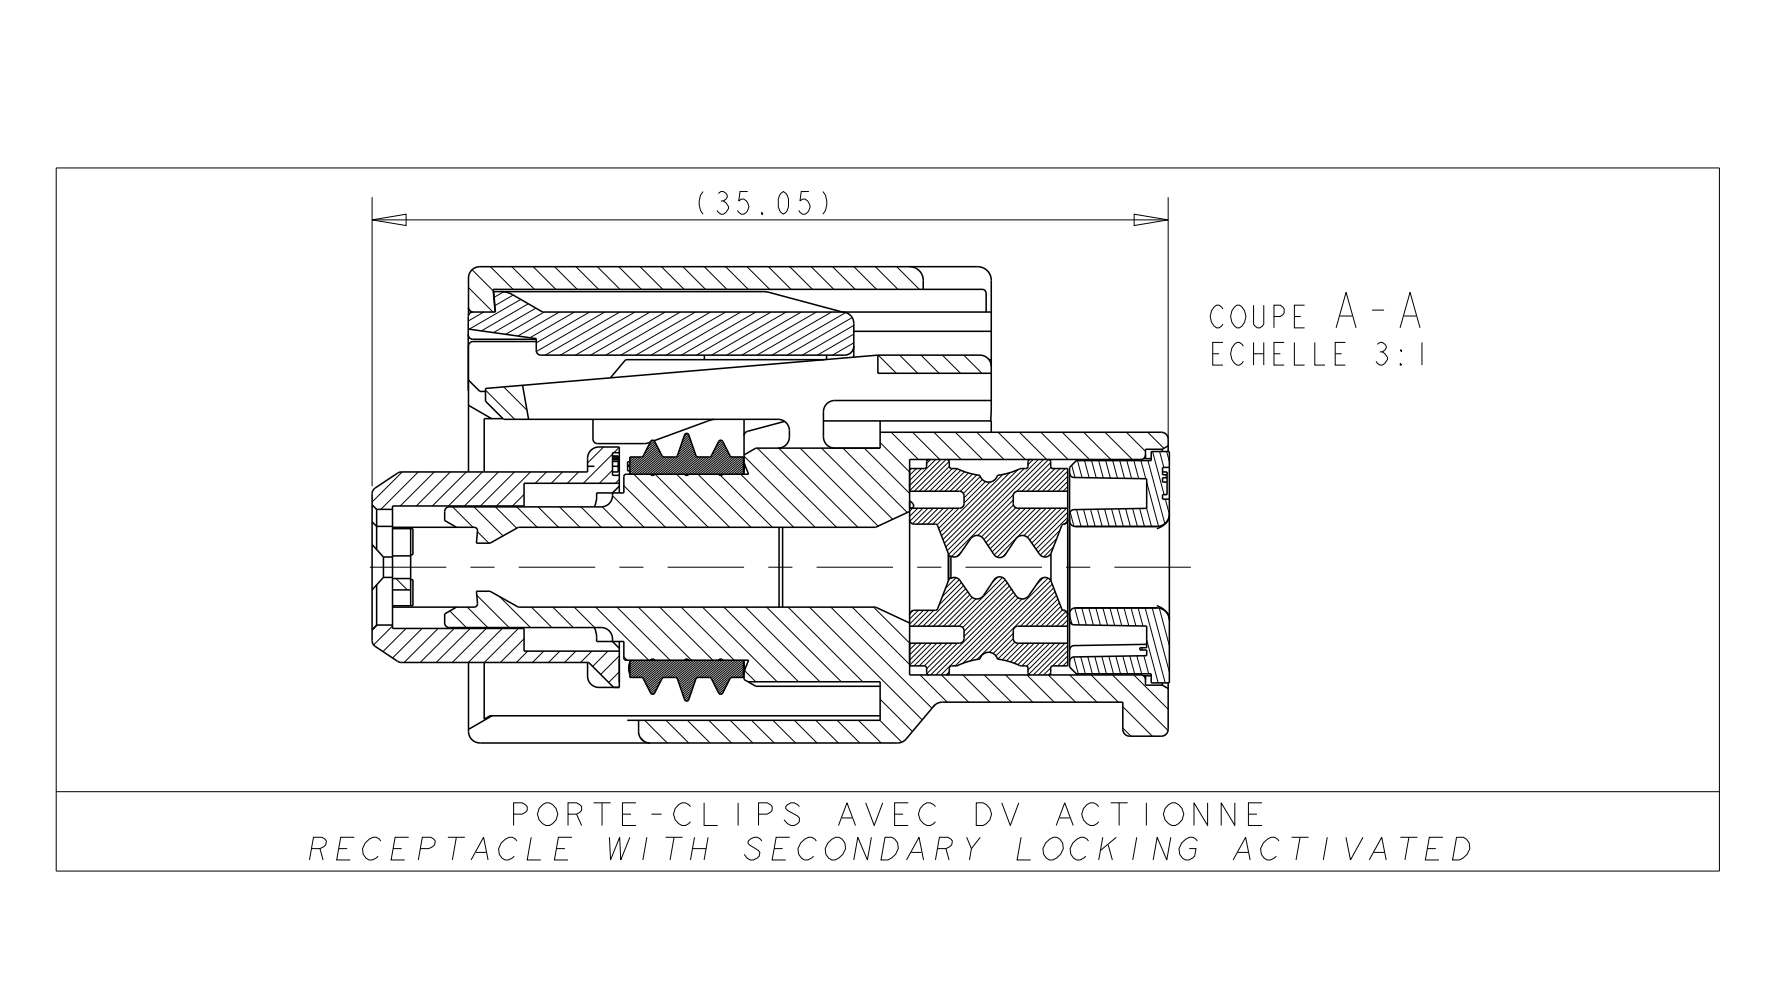 (35.05)
COUPE A-A
ECHELLE 3:1
PORTE-CLIPS AVEC DV ACTIONNE
RECEPTACLE WITH SECONDARY LOCKING ACTIVATED